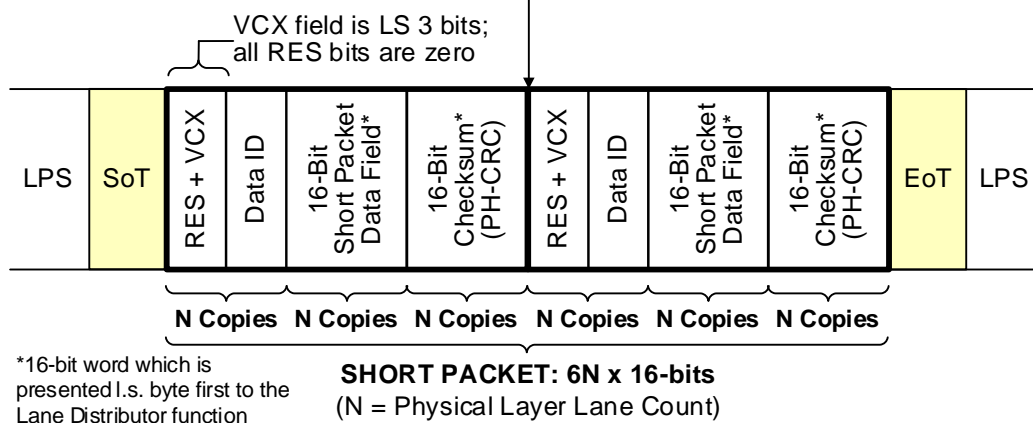 VCX field is LS 3 bits;
all RES bits are zero
LPS
SoT
RES + VCX
Data ID
16-Bit
Short Packet
Data Field*
16-Bit
Checksum*
(PH-CRC)
RES + VCX
Data ID
16-Bit
Short Packet
Data Field*
16-Bit
Checksum*
(PH-CRC)
EoT
LPS
N Copies N Copies N Copies N Copies N Copies N Copies
*16-bit word which is
presented l.s. byte first to the
Lane Distributor function
SHORT PACKET: 6N x 16-bits
(N = Physical Layer Lane Count)